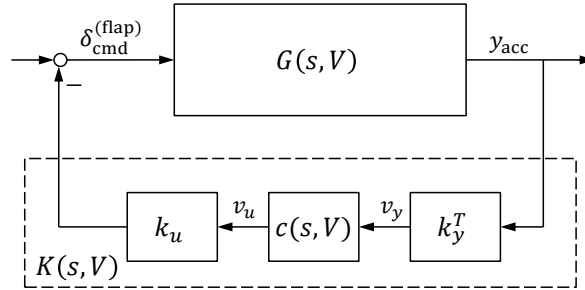 δ_cmd^(flap)
G(s, V)
y_acc
−
k_u
v_u
c(s, V)
v_y
k_y^T
K(s, V)